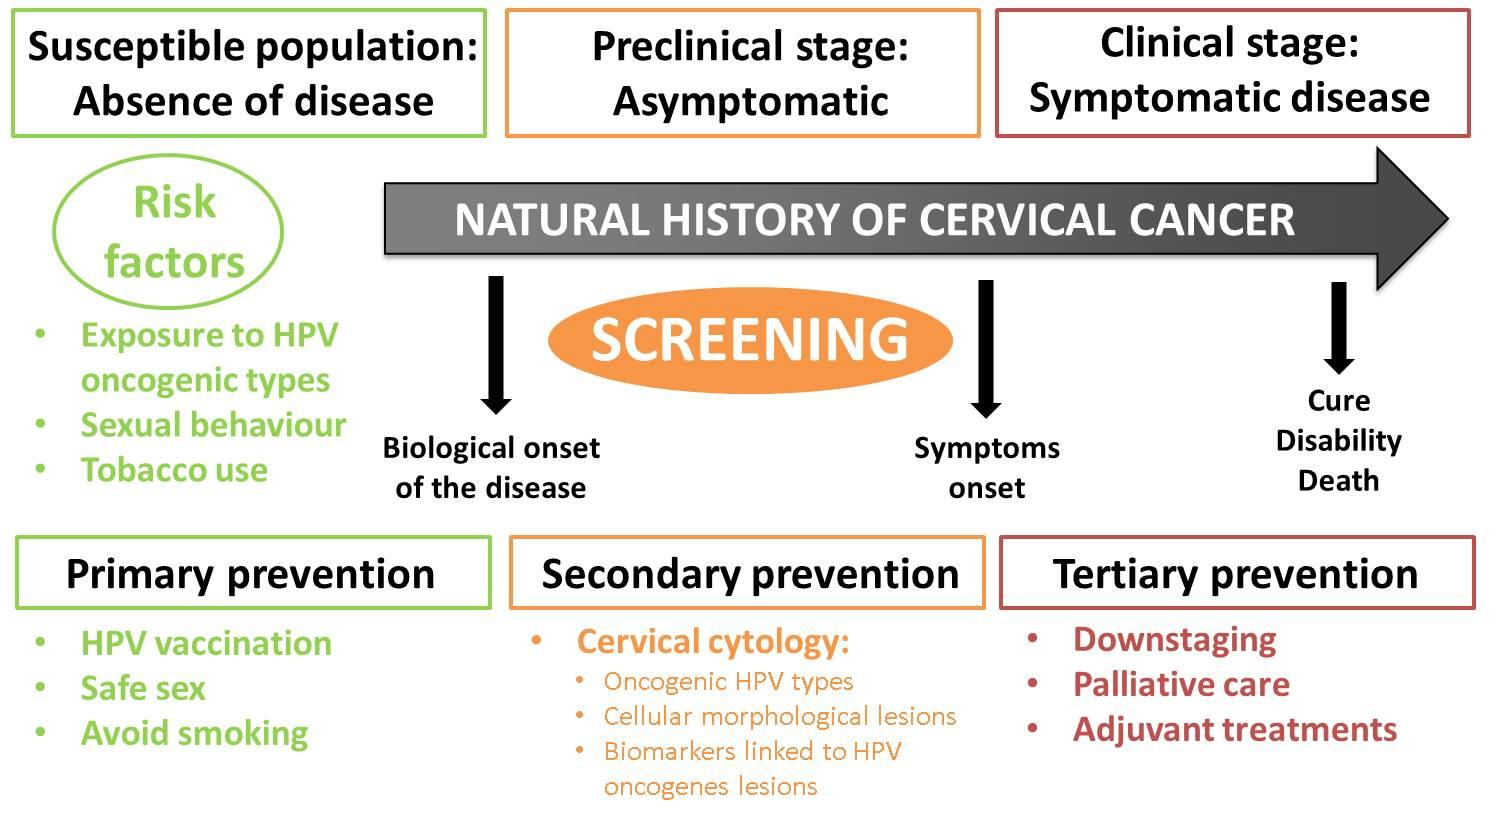 Susceptible population:
Absence of disease
Preclinical stage:
Asymptomatic
Clinical stage:
Symptomatic disease
Risk
factors
NATURAL HISTORY OF CERVICAL CANCER
• Exposure to HPV
oncogenic types
• Sexual behaviour
• Tobacco use
SCREENING
Biological onset
of the disease
Symptoms
onset
Cure
Disability
Death
Primary prevention
• HPV vaccination
• Safe sex
• Avoid smoking
Secondary prevention
• Cervical cytology:
• Oncogenic HPV types
• Cellular morphological lesions
• Biomarkers linked to HPV
oncogenes lesions
Tertiary prevention
• Downstaging
• Palliative care
• Adjuvant treatments